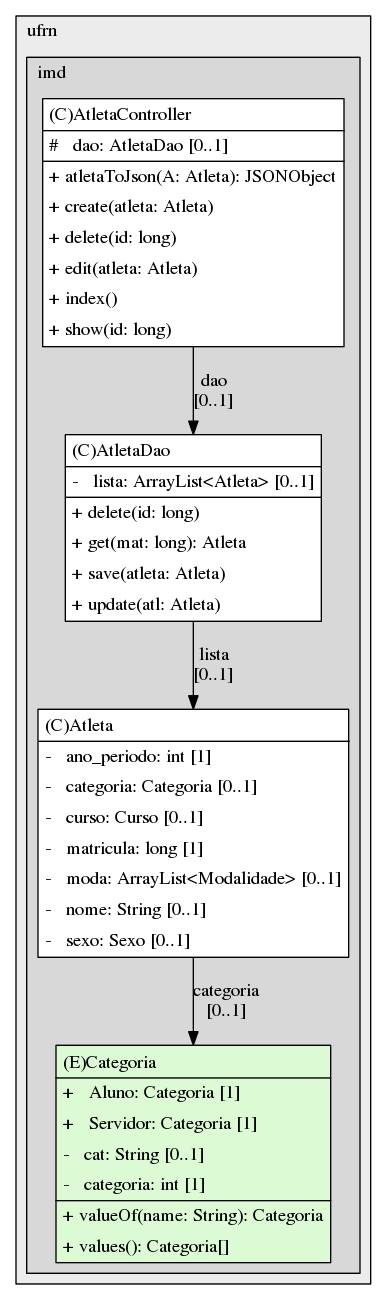 ufrn
imd
(C)AtletaController
# dao: AtletaDao [0..1]
+ atletaToJson(A: Atleta): JSONObject
+ create(atleta: Atleta)
+ delete(id: long)
+ edit(atleta: Atleta)
+ index()
+ show(id: long)
dao
[0..1]
(C)AtletaDao
- lista: ArrayList<Atleta> [0..1]
+ delete(id: long)
+ get(mat: long): Atleta
+ save(atleta: Atleta)
+ update(atl: Atleta)
lista
[0..1]
(C)Atleta
- ano_periodo: int [1]
- categoria: Categoria [0..1]
- curso: Curso [0..1]
- matricula: long [1]
- moda: ArrayList<Modalidade> [0..1]
- nome: String [0..1]
- sexo: Sexo [0..1]
categoria
[0..1]
(E)Categoria
+ Aluno: Categoria [1]
+ Servidor: Categoria [1]
- cat: String [0..1]
- categoria: int [1]
+ valueOf(name: String): Categoria
+ values(): Categoria[]